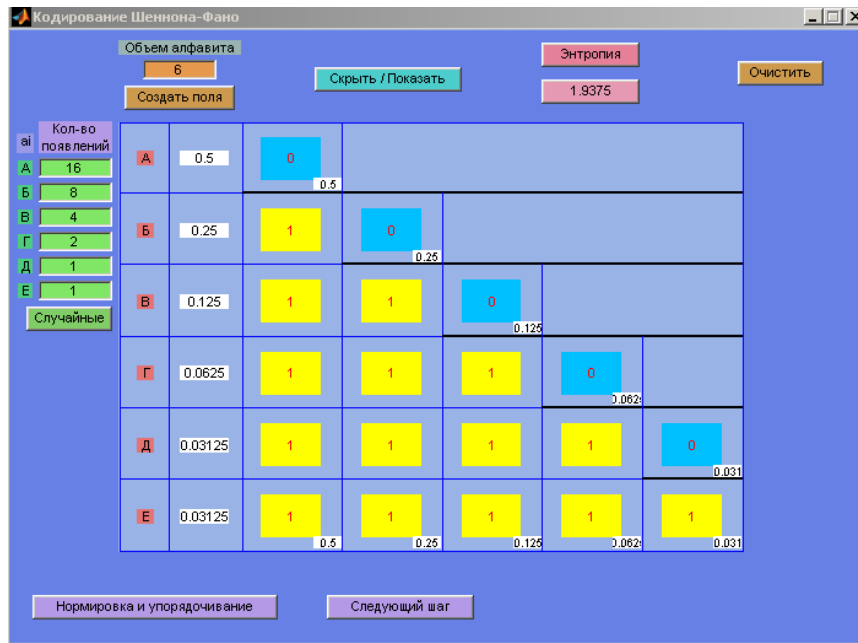 Кодирование Шеннона-Фано
Объем алфавита
6
Создать поля
Скрыть / Показать
Энтропия
1.9375
Очистить
ai
Кол-во
появлений
А 16
Б 8
В 4
Г 2
Д 1
Е 1
Случайные
А 0.5 0
0.5
Б 0.25 1 0
0.25
В 0.125 1 1 0
0.125
Г 0.0625 1 1 1 0
0.062
Д 0.03125 1 1 1 1 0
0.031
Е 0.03125 1 1 1 1 1
0.5 0.25 0.125 0.062 0.031
Нормировка и упорядочивание
Следующий шаг